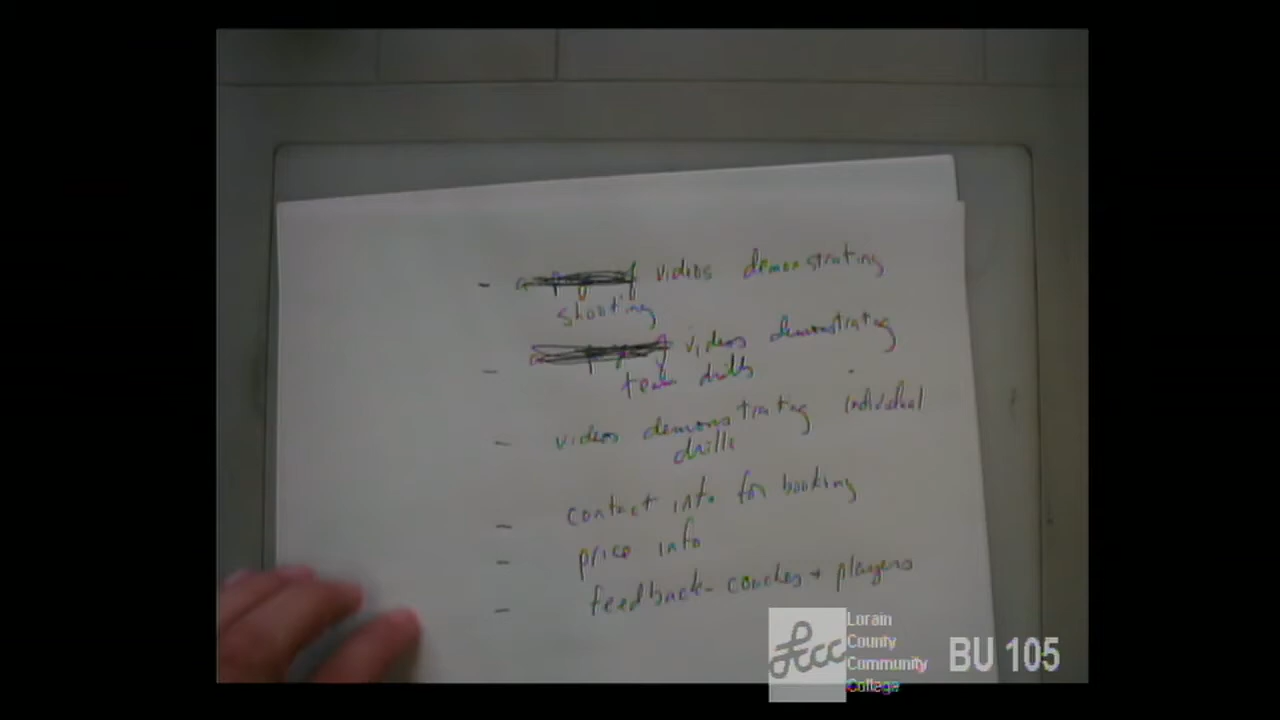 - videos demonstrating
shooting
- videos demonstrating
team drills
- videos demonstrating individual
drills
- contact info for booking
- price info
- feedback - coaches + players
lccc
Lorain
County
Community
College
BU 105